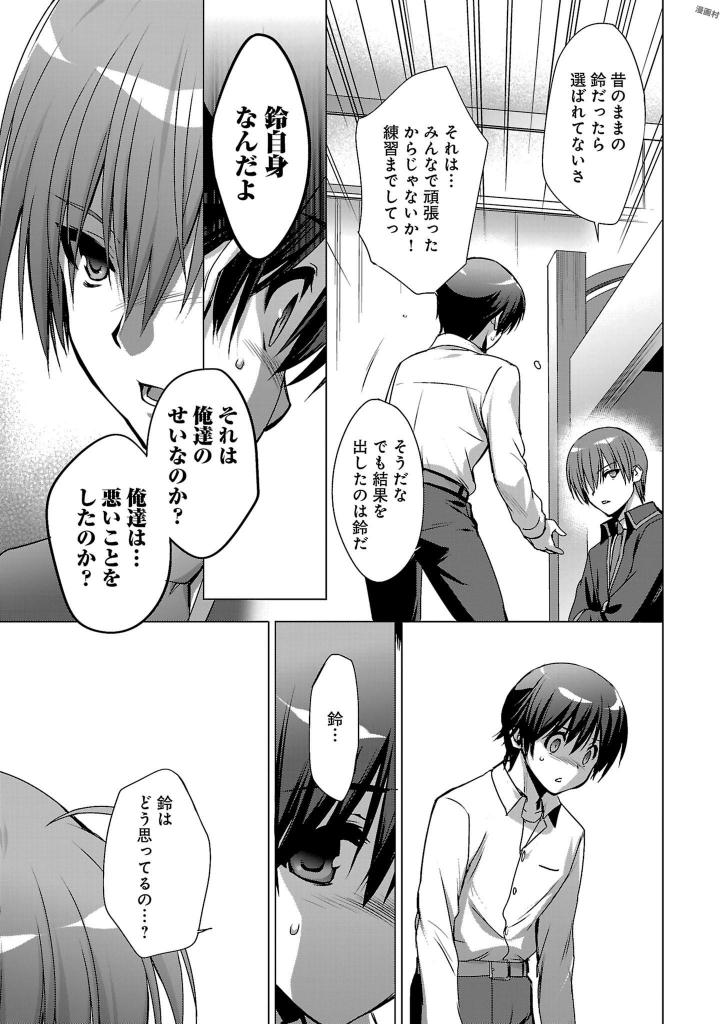 漫画村
昔のままの
鈴だったら
選ばれてないさ
それは…
みんなで頑張った
からじゃないか!
練習までしてっ
そうだな
でも結果を
出したのは鈴だ
鈴自身
なんだよ
それは
俺達の
せいなのか?
俺達は…
悪いことを
したのか?
鈴…
鈴は
どう思ってるの…?